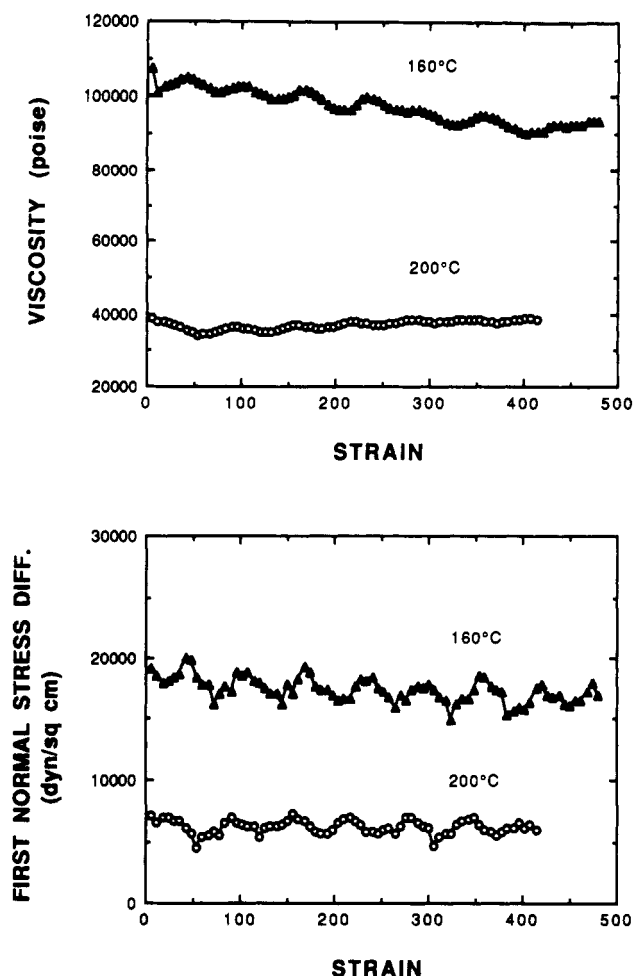 120000
100000
80000
60000
40000
20000
VISCOSITY (poise)
160°C
200°C
0 100 200 300 400 500
STRAIN
30000
20000
10000
0
FIRST NORMAL STRESS DIFF.
(dyn/sq cm)
160°C
200°C
0 100 200 300 400 500
STRAIN